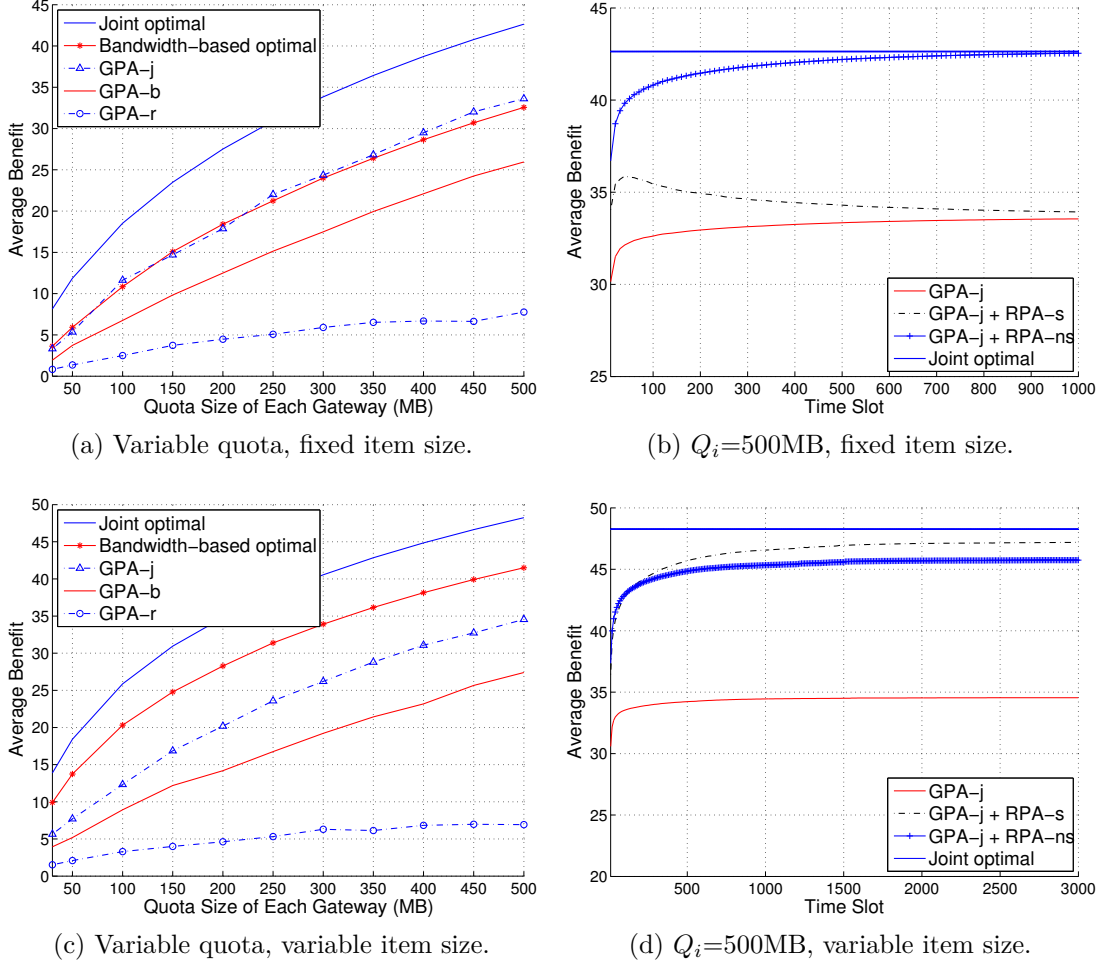 45
40
35
30
25
20
15
10
5
0
Average Benefit
Joint optimal
Bandwidth−based optimal
GPA−j
GPA−b
GPA−r
50 100 150 200 250 300 350 400 450 500
Quota Size of Each Gateway (MB)
(a) Variable quota, fixed item size.
45
40
35
30
25
Average Benefit
GPA−j
GPA−j + RPA−s
GPA−j + RPA−ns
Joint optimal
100 200 300 400 500 600 700 800 900 1000
Time Slot
(b) Q_i=500MB, fixed item size.
50
45
40
35
30
25
20
15
10
5
0
Average Benefit
Joint optimal
Bandwidth−based optimal
GPA−j
GPA−b
GPA−r
50 100 150 200 250 300 350 400 450 500
Quota Size of Each Gateway (MB)
(c) Variable quota, variable item size.
50
45
40
35
30
25
20
Average Benefit
GPA−j
GPA−j + RPA−s
GPA−j + RPA−ns
Joint optimal
500 1000 1500 2000 2500 3000
Time Slot
(d) Q_i=500MB, variable item size.